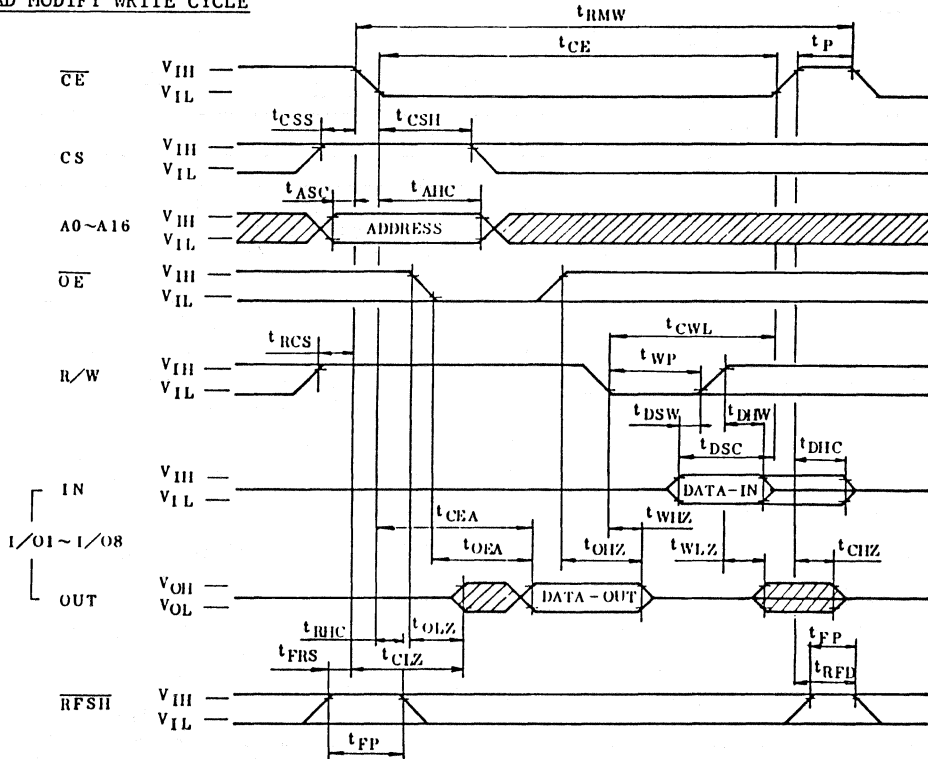 AD MODIFY WRITE CYCLE
tRMW
tCE
tP
CE
VIH
VIL
tCSS
tCSH
CS
VIH
VIL
tASC
tAHC
A0~A16
VIH
VIL
ADDRESS
OE
VIH
VIL
tCWL
tRCS
tWP
R/W
VIH
VIL
tDSW
tDHW
tDSC
tDHC
IN
VIH
VIL
DATA-IN
tCEA
tWHZ
I/O1~I/O8
tOEA
tOHZ
tWLZ
tCHZ
OUT
VOH
VOL
DATA-OUT
tRHC
tOLZ
tFP
tFRS
tCLZ
tRFD
RFSH
VIH
VIL
tFP